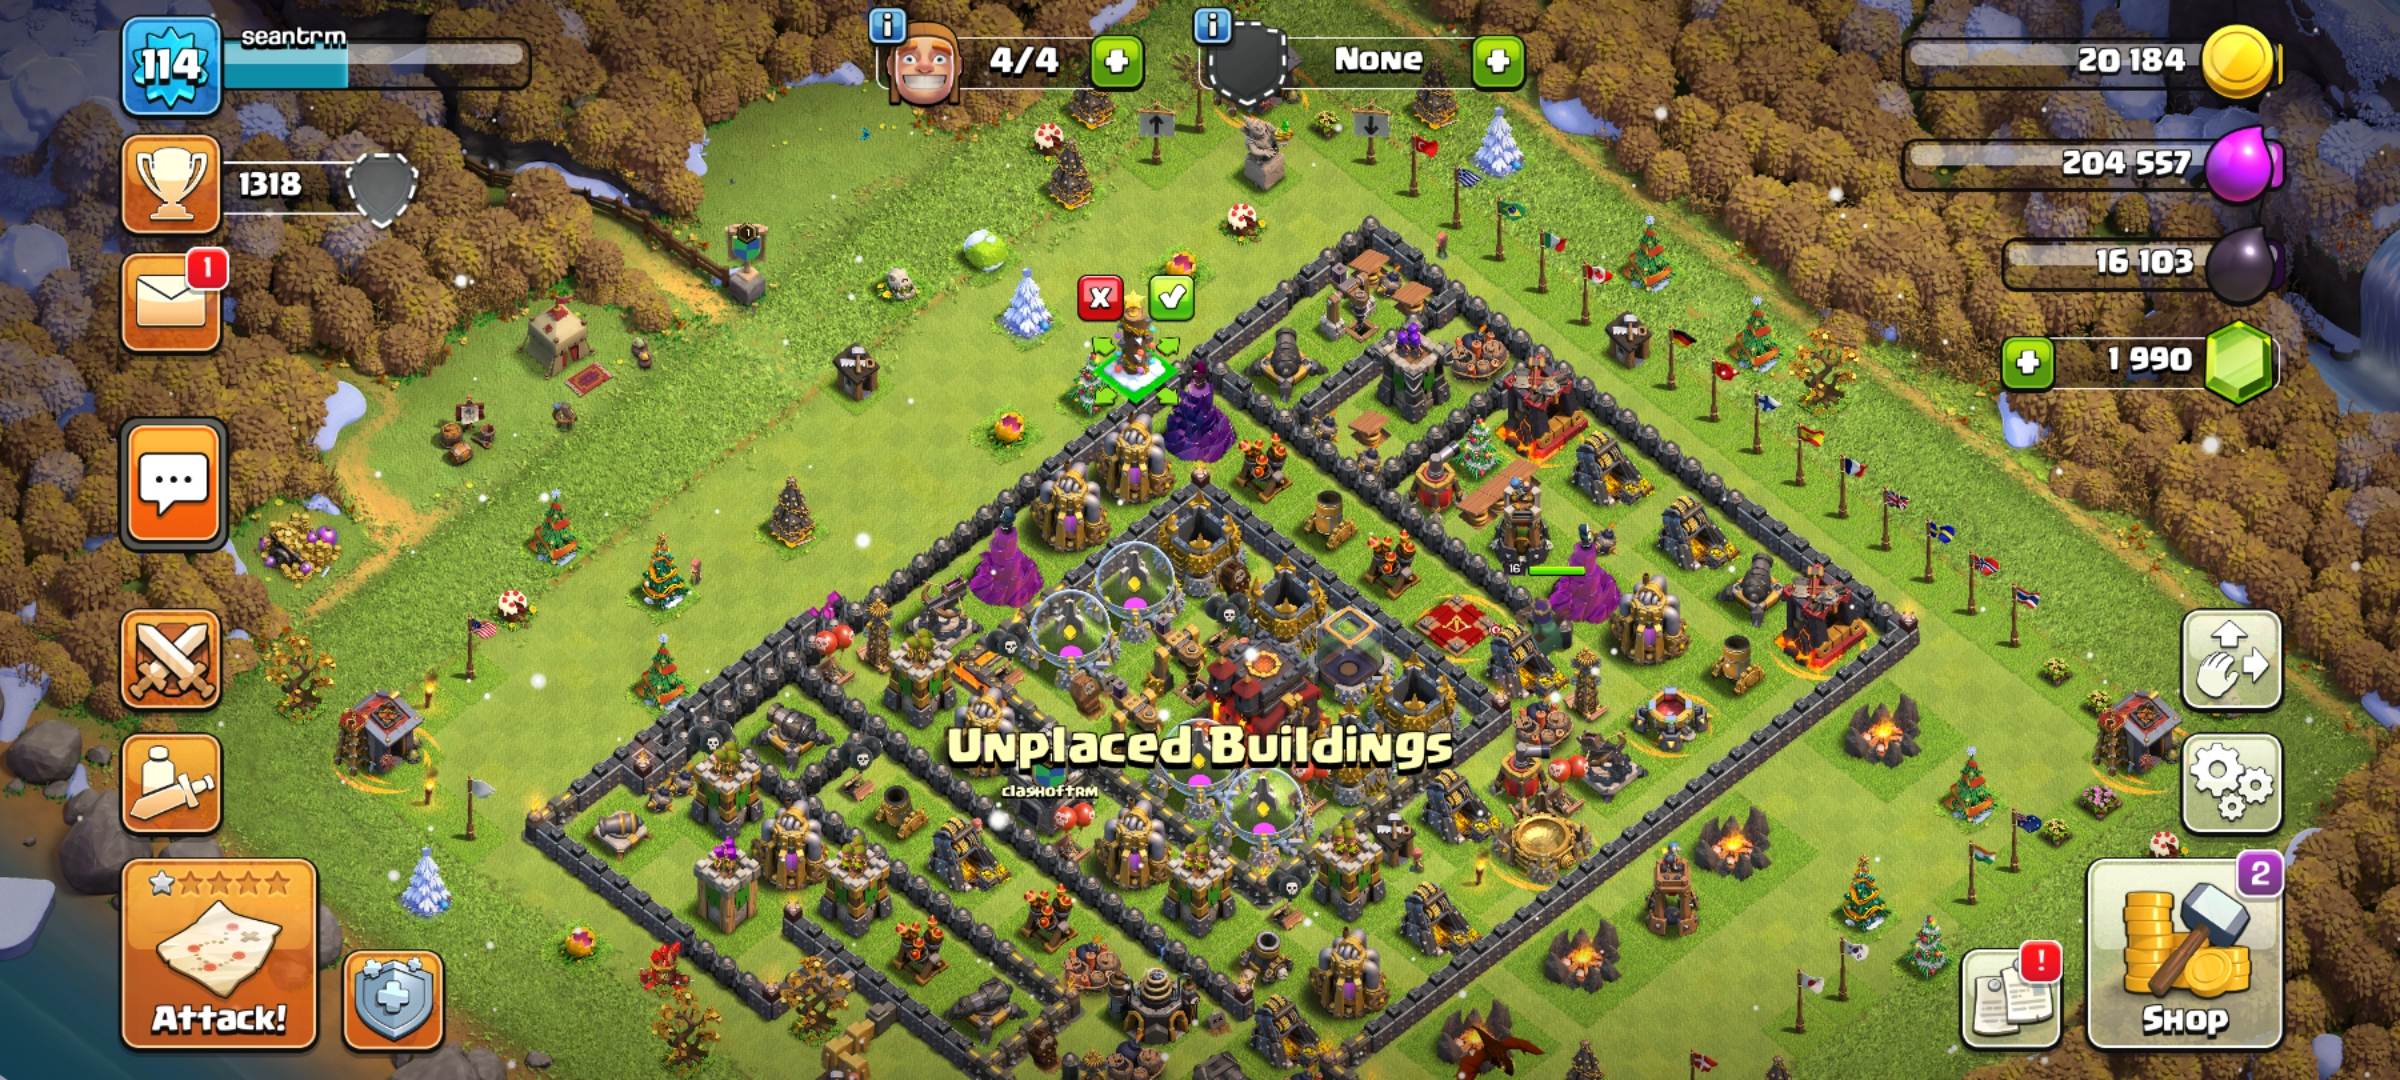 114
seantrm
4/4
None
20 184
1318
204 557
1
16 103
1 990
16
Unplaced Buildings
clashoftRM
2
Attack!
Shop